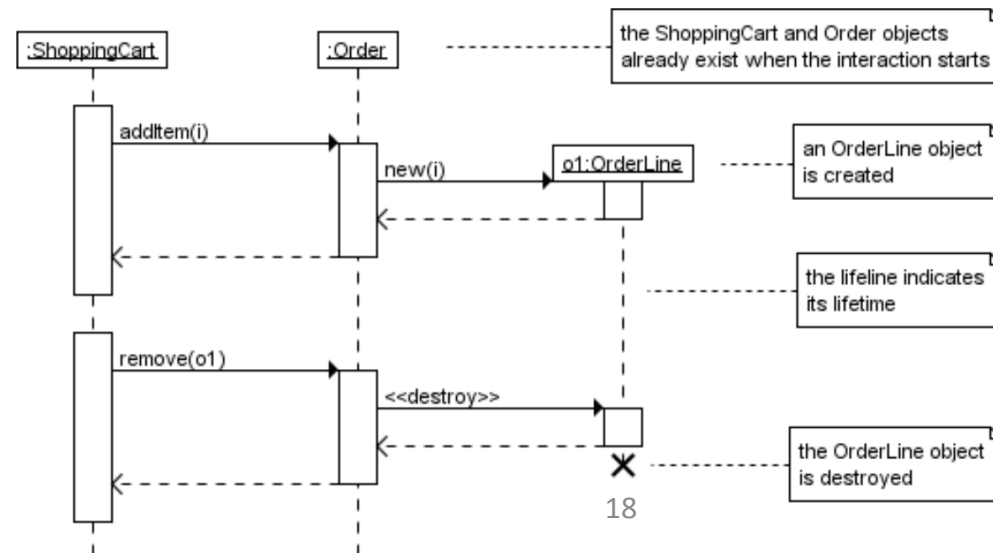 :ShoppingCart
:Order
the ShoppingCart and Order objects
already exist when the interaction starts
addItem(i)
new(i)
o1:OrderLine
an OrderLine object
is created
the lifeline indicates
its lifetime
remove(o1)
<<destroy>>
the OrderLine object
is destroyed
18